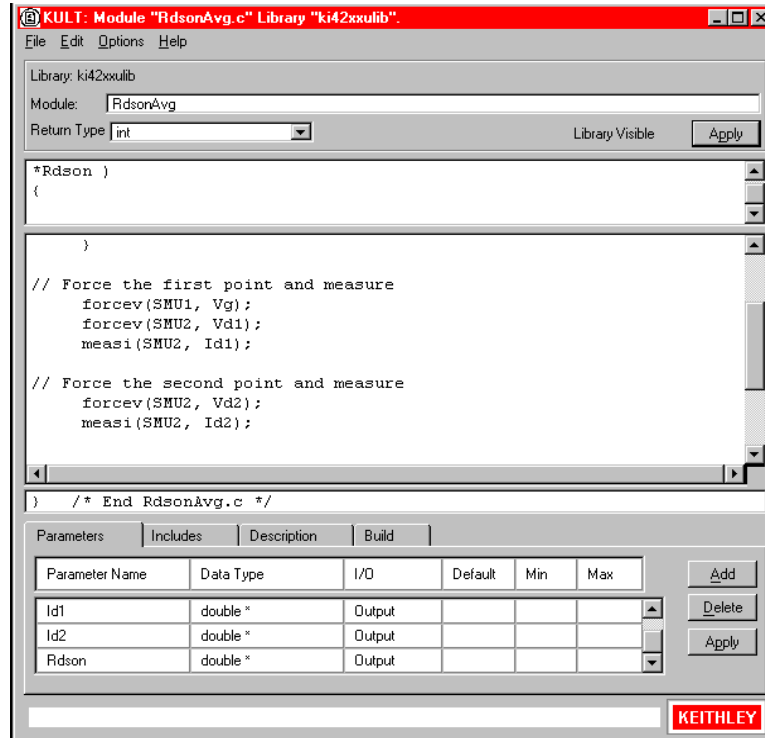 KULT: Module "RdsonAvg.c" Library "ki42xxulib".
File Edit Options Help
Library: ki42xxulib
Module: RdsonAvg
Return Type int Library Visible Apply
*Rdson )
{
}
// Force the first point and measure
forcev(SMU1, Vg);
forcev(SMU2, Vd1);
measi(SMU2, Id1);
// Force the second point and measure
forcev(SMU2, Vd2);
measi(SMU2, Id2);
} /* End RdsonAvg.c */
Parameters Includes Description Build
Parameter Name Data Type I/O Default Min Max Add
Id1 double * Output Delete
Id2 double * Output
Rdson double * Output Apply
KEITHLEY